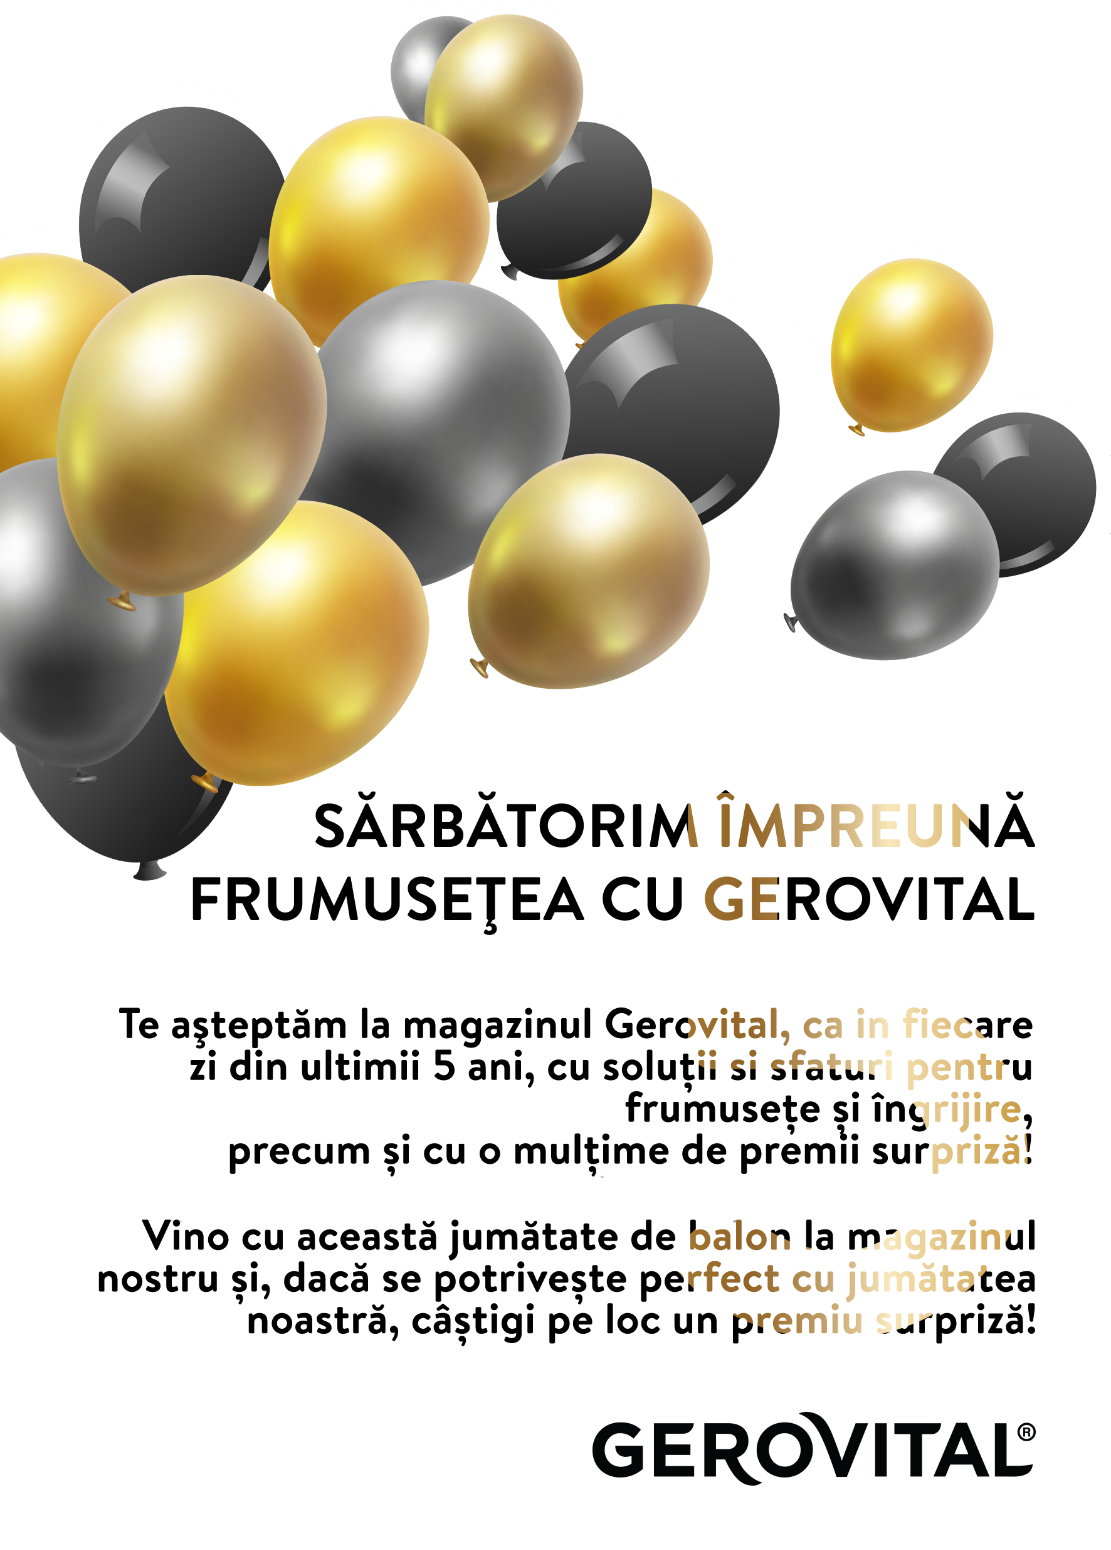 SĂRBĂTORIM ÎMPREUNĂ
FRUMUSEŢEA CU GEROVITAL
Te aşteptăm la magazinul Gerovital, ca in fiecare
zi din ultimii 5 ani, cu soluții si sfaturi pentru
frumusețe și îngrijire,
precum și cu o mulțime de premii surpriză!
Vino cu această jumătate de balon la magazinul
nostru și, dacă se potrivește perfect cu jumătatea
noastră, câștigi pe loc un premiu surpriză!
GEROVITAL®